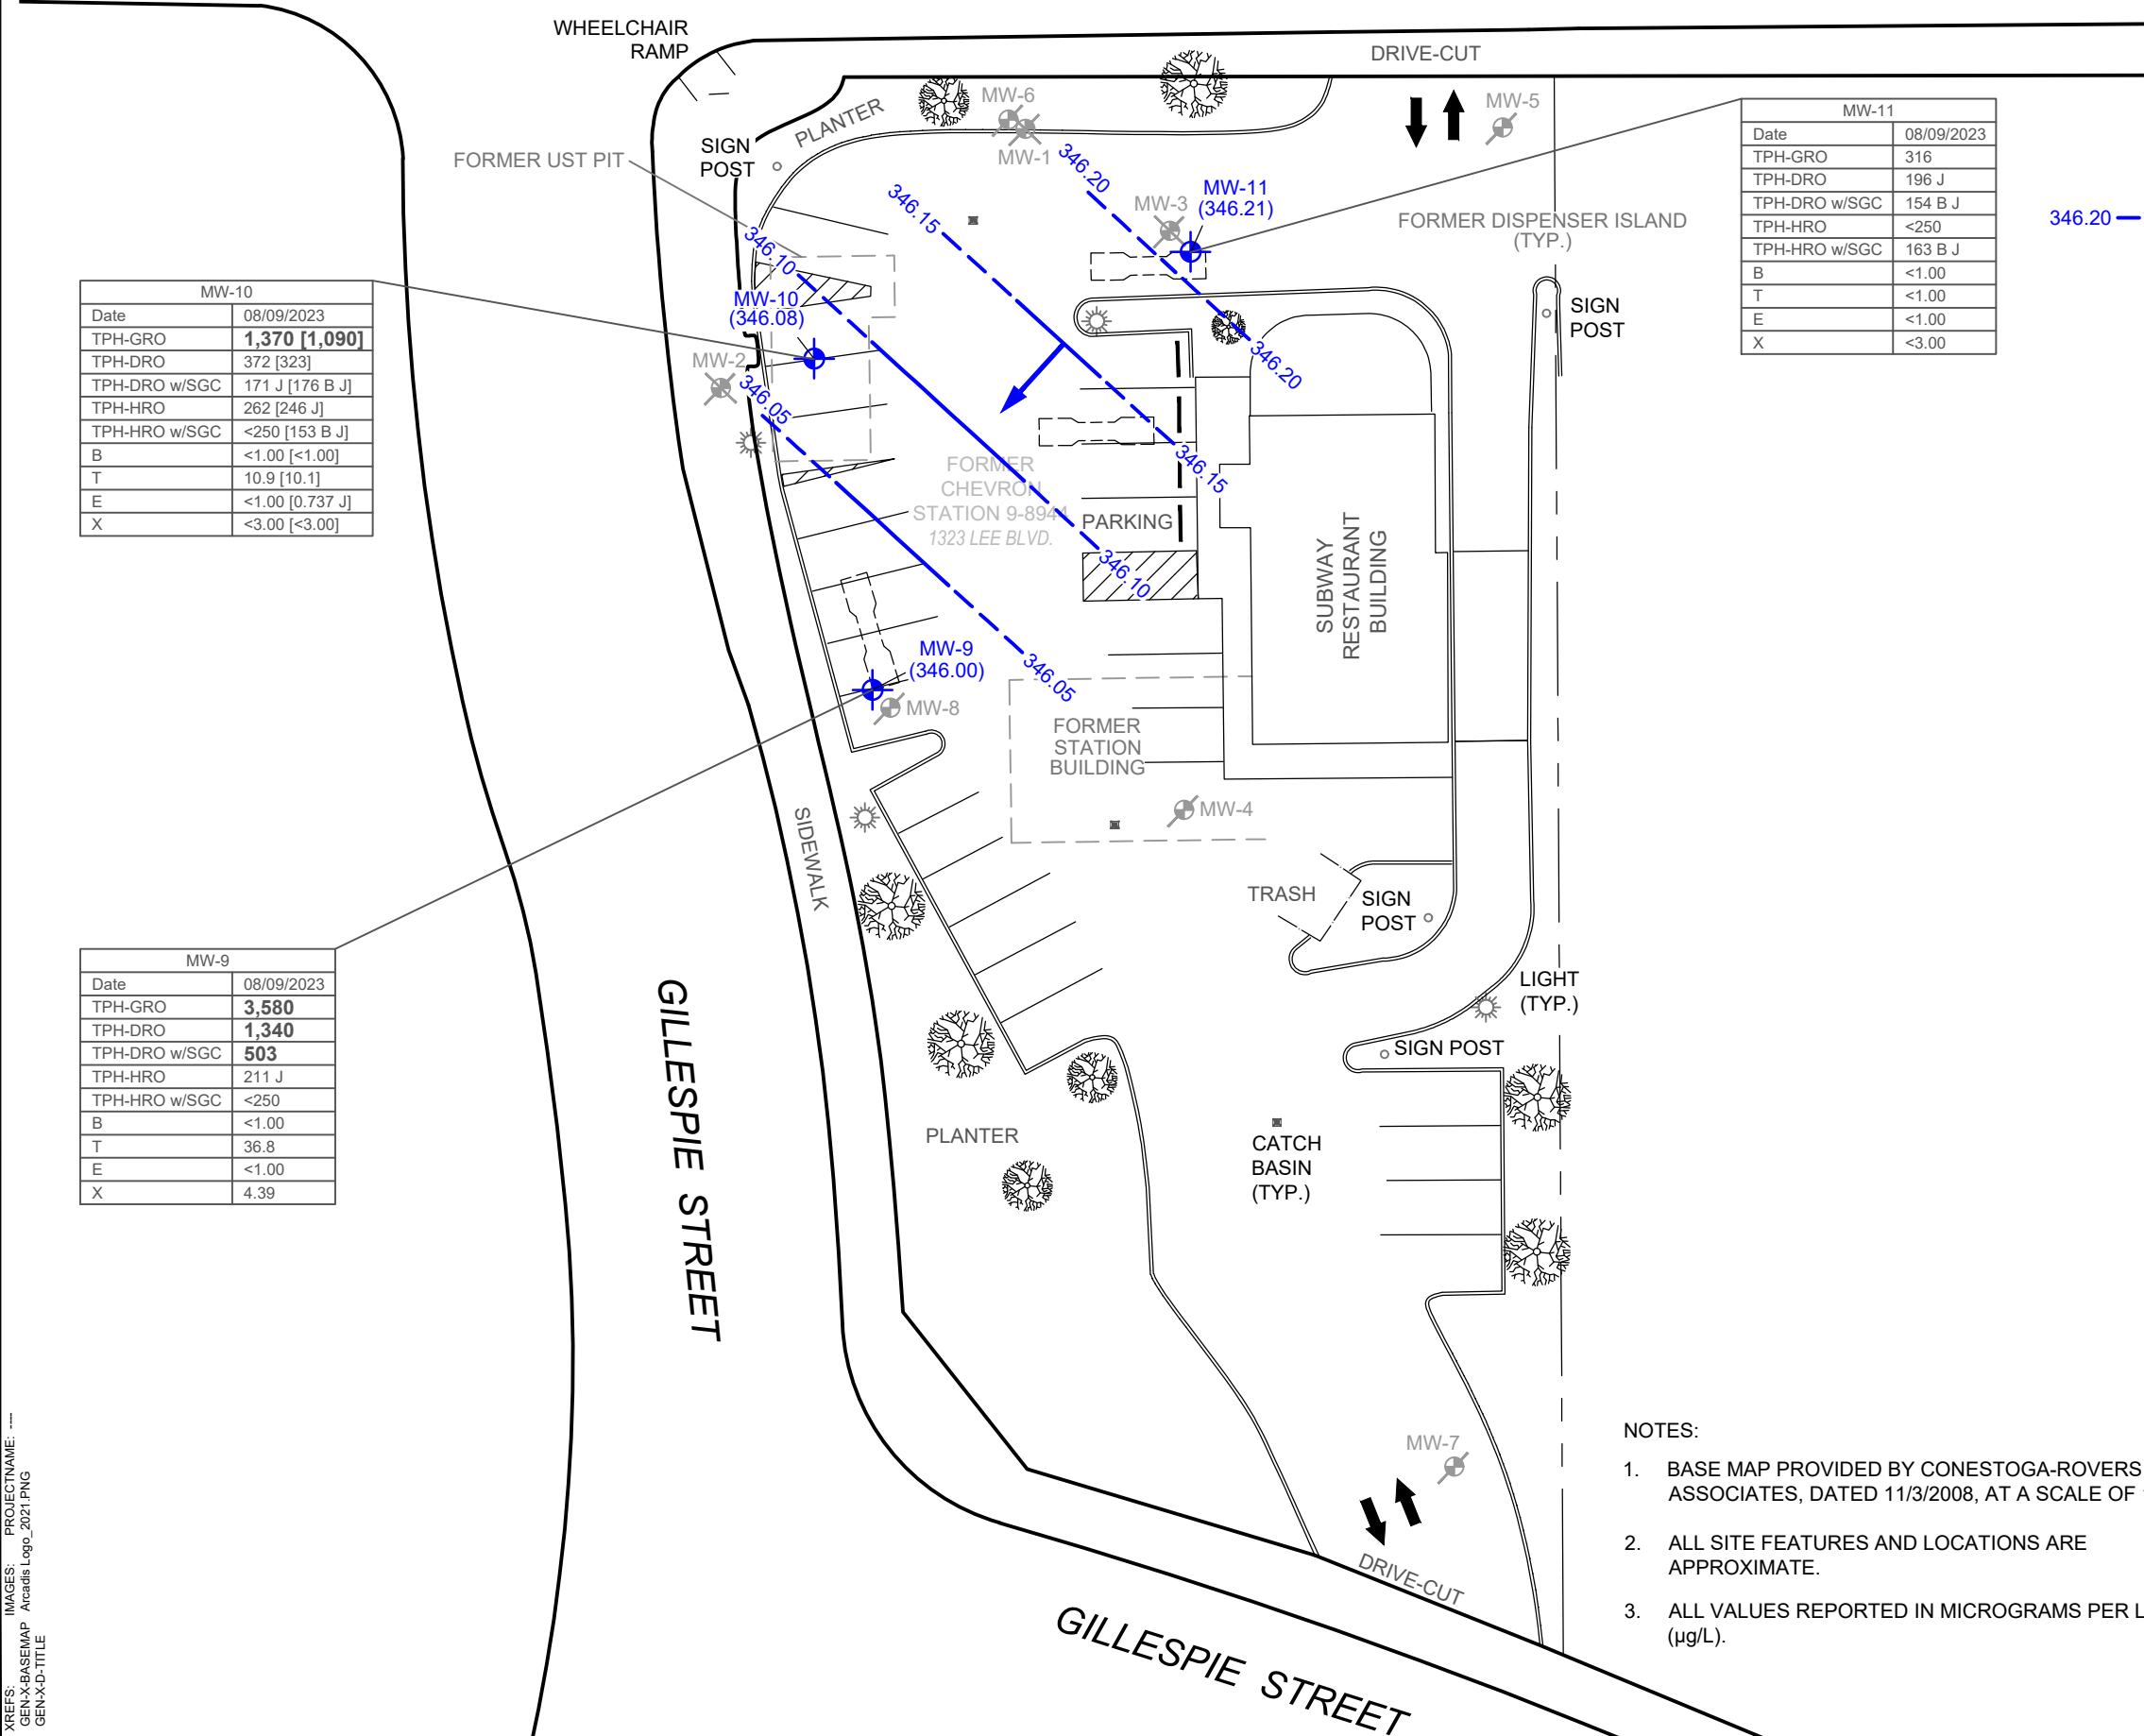 WHEELCHAIR
RAMP
DRIVE-CUT
MW-6
MW-5
PLANTER
SIGN
POST
MW-1
FORMER UST PIT
346.20
346.15
MW-3
MW-11
(346.21)
FORMER DISPENSER ISLAND
(TYP.)
346.20
MW-11
Date 08/09/2023
TPH-GRO 316
TPH-DRO 196 J
TPH-DRO w/SGC 154 B J
TPH-HRO <250
TPH-HRO w/SGC 163 B J
B <1.00
T <1.00
E <1.00
X <3.00
346.10
MW-10
(346.08)
SIGN
POST
MW-10
Date 08/09/2023
TPH-GRO 1,370 [1,090]
TPH-DRO 372 [323]
TPH-DRO w/SGC 171 J [176 B J]
TPH-HRO 262 [246 J]
TPH-HRO w/SGC <250 [153 B J]
B <1.00 [<1.00]
T 10.9 [10.1]
E <1.00 [0.737 J]
X <3.00 [<3.00]
MW-2
346.05
346.20
346.15
FORMER
CHEVRON
STATION 9-8944
1323 LEE BLVD.
PARKING
346.10
SUBWAY
RESTAURANT
BUILDING
MW-9
(346.00)
346.05
MW-8
FORMER
STATION
BUILDING
MW-4
SIDEWALK
TRASH
SIGN
POST
MW-9
Date 08/09/2023
TPH-GRO 3,580
TPH-DRO 1,340
TPH-DRO w/SGC 503
TPH-HRO 211 J
TPH-HRO w/SGC <250
B <1.00
T 36.8
E <1.00
X 4.39
GILLESPIE STREET
LIGHT
(TYP.)
SIGN POST
PLANTER
CATCH
BASIN
(TYP.)
MW-7
DRIVE-CUT
GILLESPIE STREET
NOTES:
1. BASE MAP PROVIDED BY CONESTOGA-ROVERS
ASSOCIATES, DATED 11/3/2008, AT A SCALE OF
2. ALL SITE FEATURES AND LOCATIONS ARE
APPROXIMATE.
3. ALL VALUES REPORTED IN MICROGRAMS PER L
(µg/L).
XREFS: IMAGES: PROJECTNAME: ----
GEN-X-BASEMAP Arcadis Logo_2021.PNG
GEN-X-D-TITLE